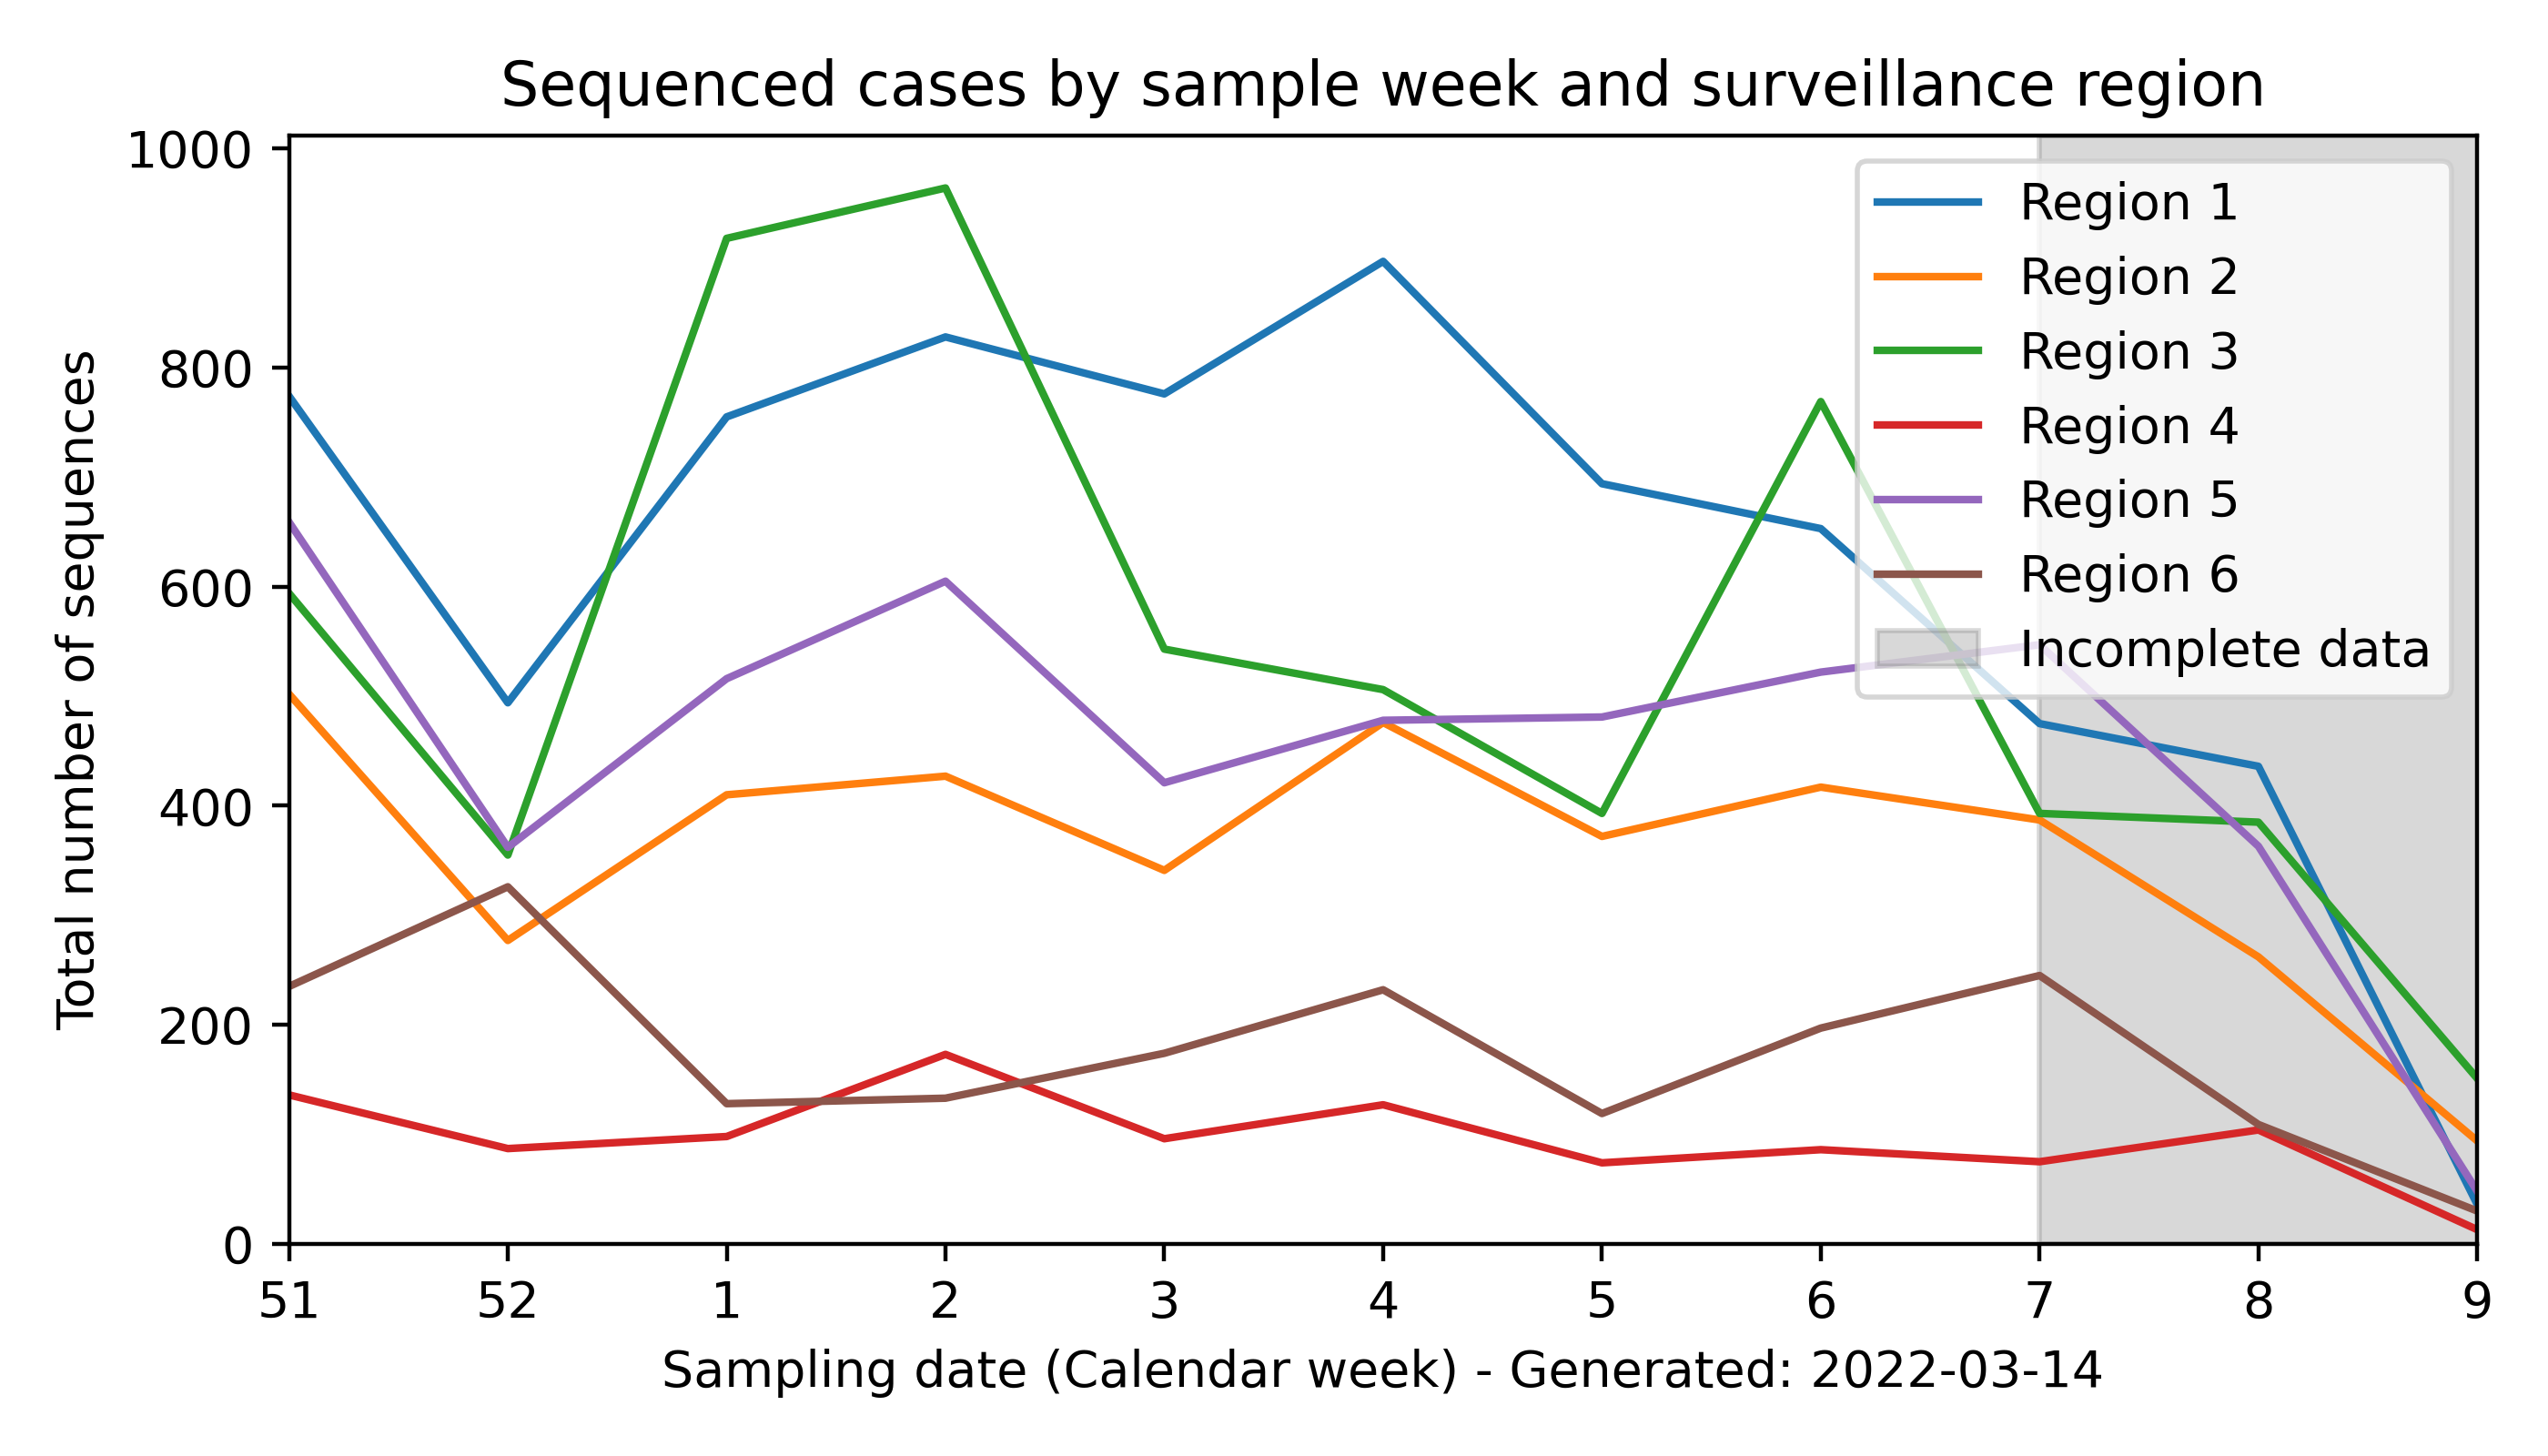 Sequenced cases by sample week and surveillance region
Total number of sequences
1000
800
600
400
200
0
Region 1
Region 2
Region 3
Region 4
Region 5
Region 6
Incomplete data
51 52 1 2 3 4 5 6 7 8 9
Sampling date (Calendar week) - Generated: 2022-03-14